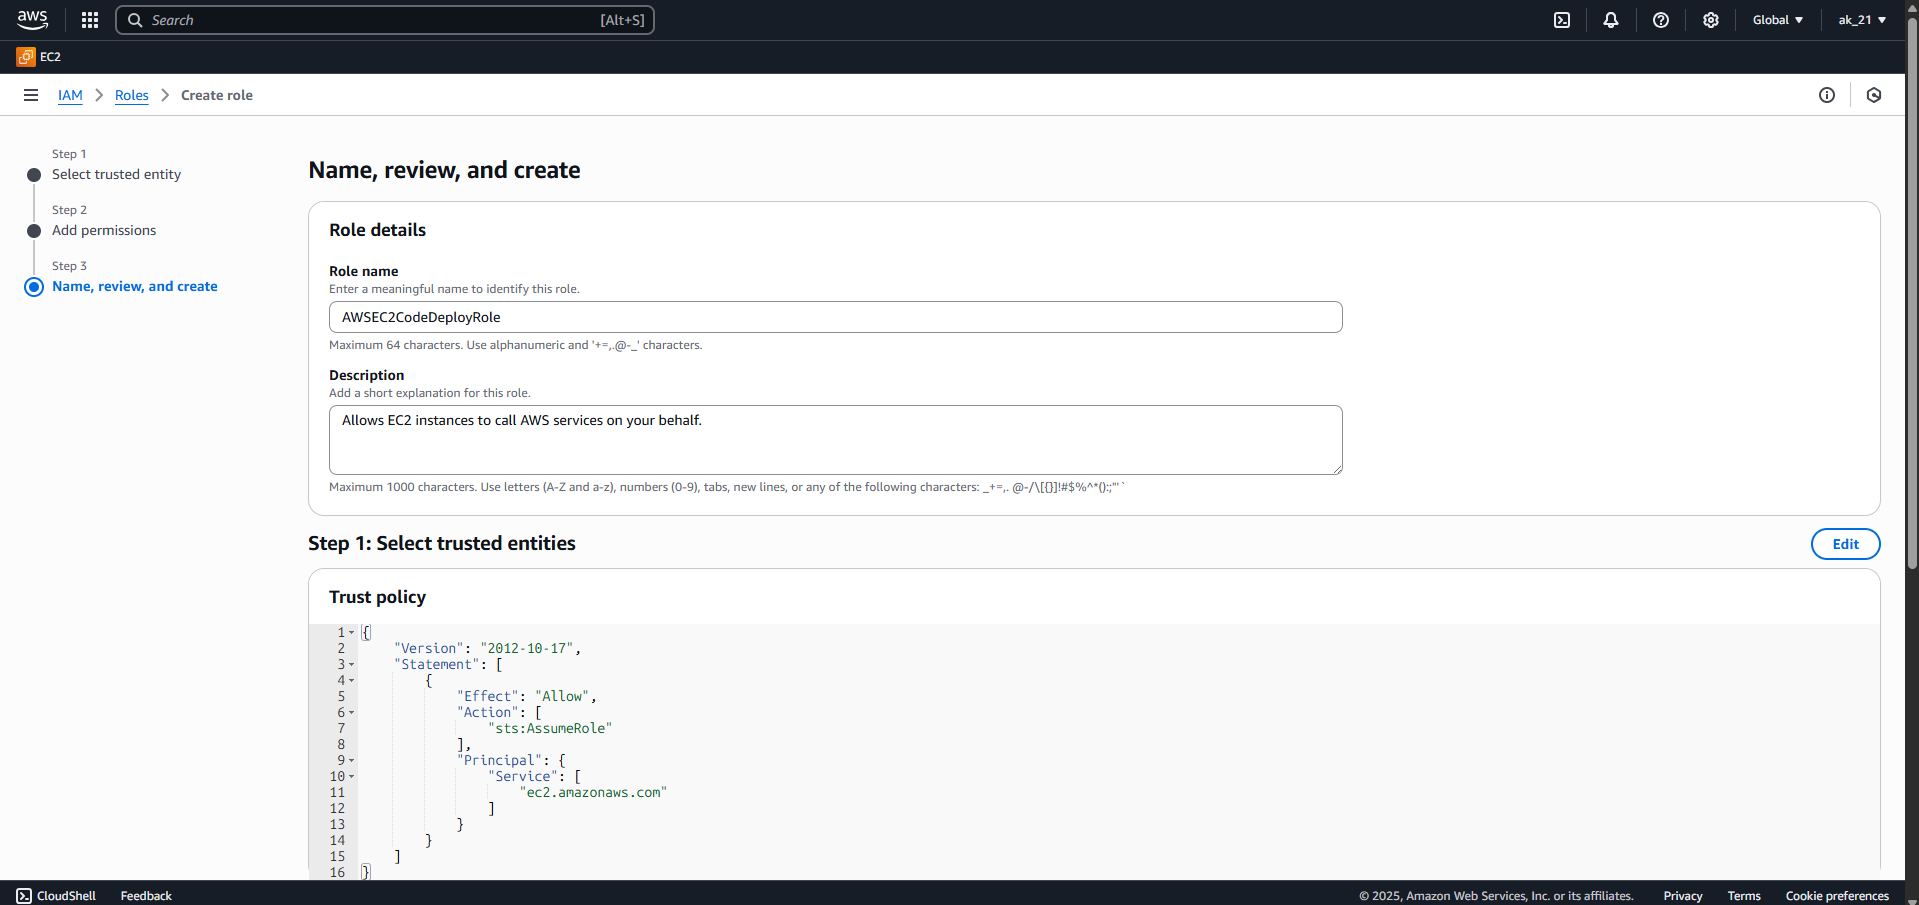 aws
Search [Alt+S]
Global ak_21
EC2
IAM Roles Create role
Step 1
Select trusted entity
Step 2
Add permissions
Step 3
Name, review, and create
Name, review, and create
Role details
Role name
Enter a meaningful name to identify this role.
AWSEC2CodeDeployRole
Maximum 64 characters. Use alphanumeric and '+=,.@-_' characters.
Description
Add a short explanation for this role.
Allows EC2 instances to call AWS services on your behalf.
Maximum 1000 characters. Use letters (A-Z and a-z), numbers (0-9), tabs, new lines, or any of the following characters: _+=,. @-/\[{}]!#$%^*();:"'`
Step 1: Select trusted entities
Edit
Trust policy
1 {
2 "Version": "2012-10-17",
3 "Statement": [
4 {
5 "Effect": "Allow",
6 "Action": [
7 "sts:AssumeRole"
8 ],
9 "Principal": {
10 "Service": [
11 "ec2.amazonaws.com"
12 ]
13 }
14 }
15 ]
16 }
CloudShell Feedback © 2025, Amazon Web Services, Inc. or its affiliates. Privacy Terms Cookie preferences